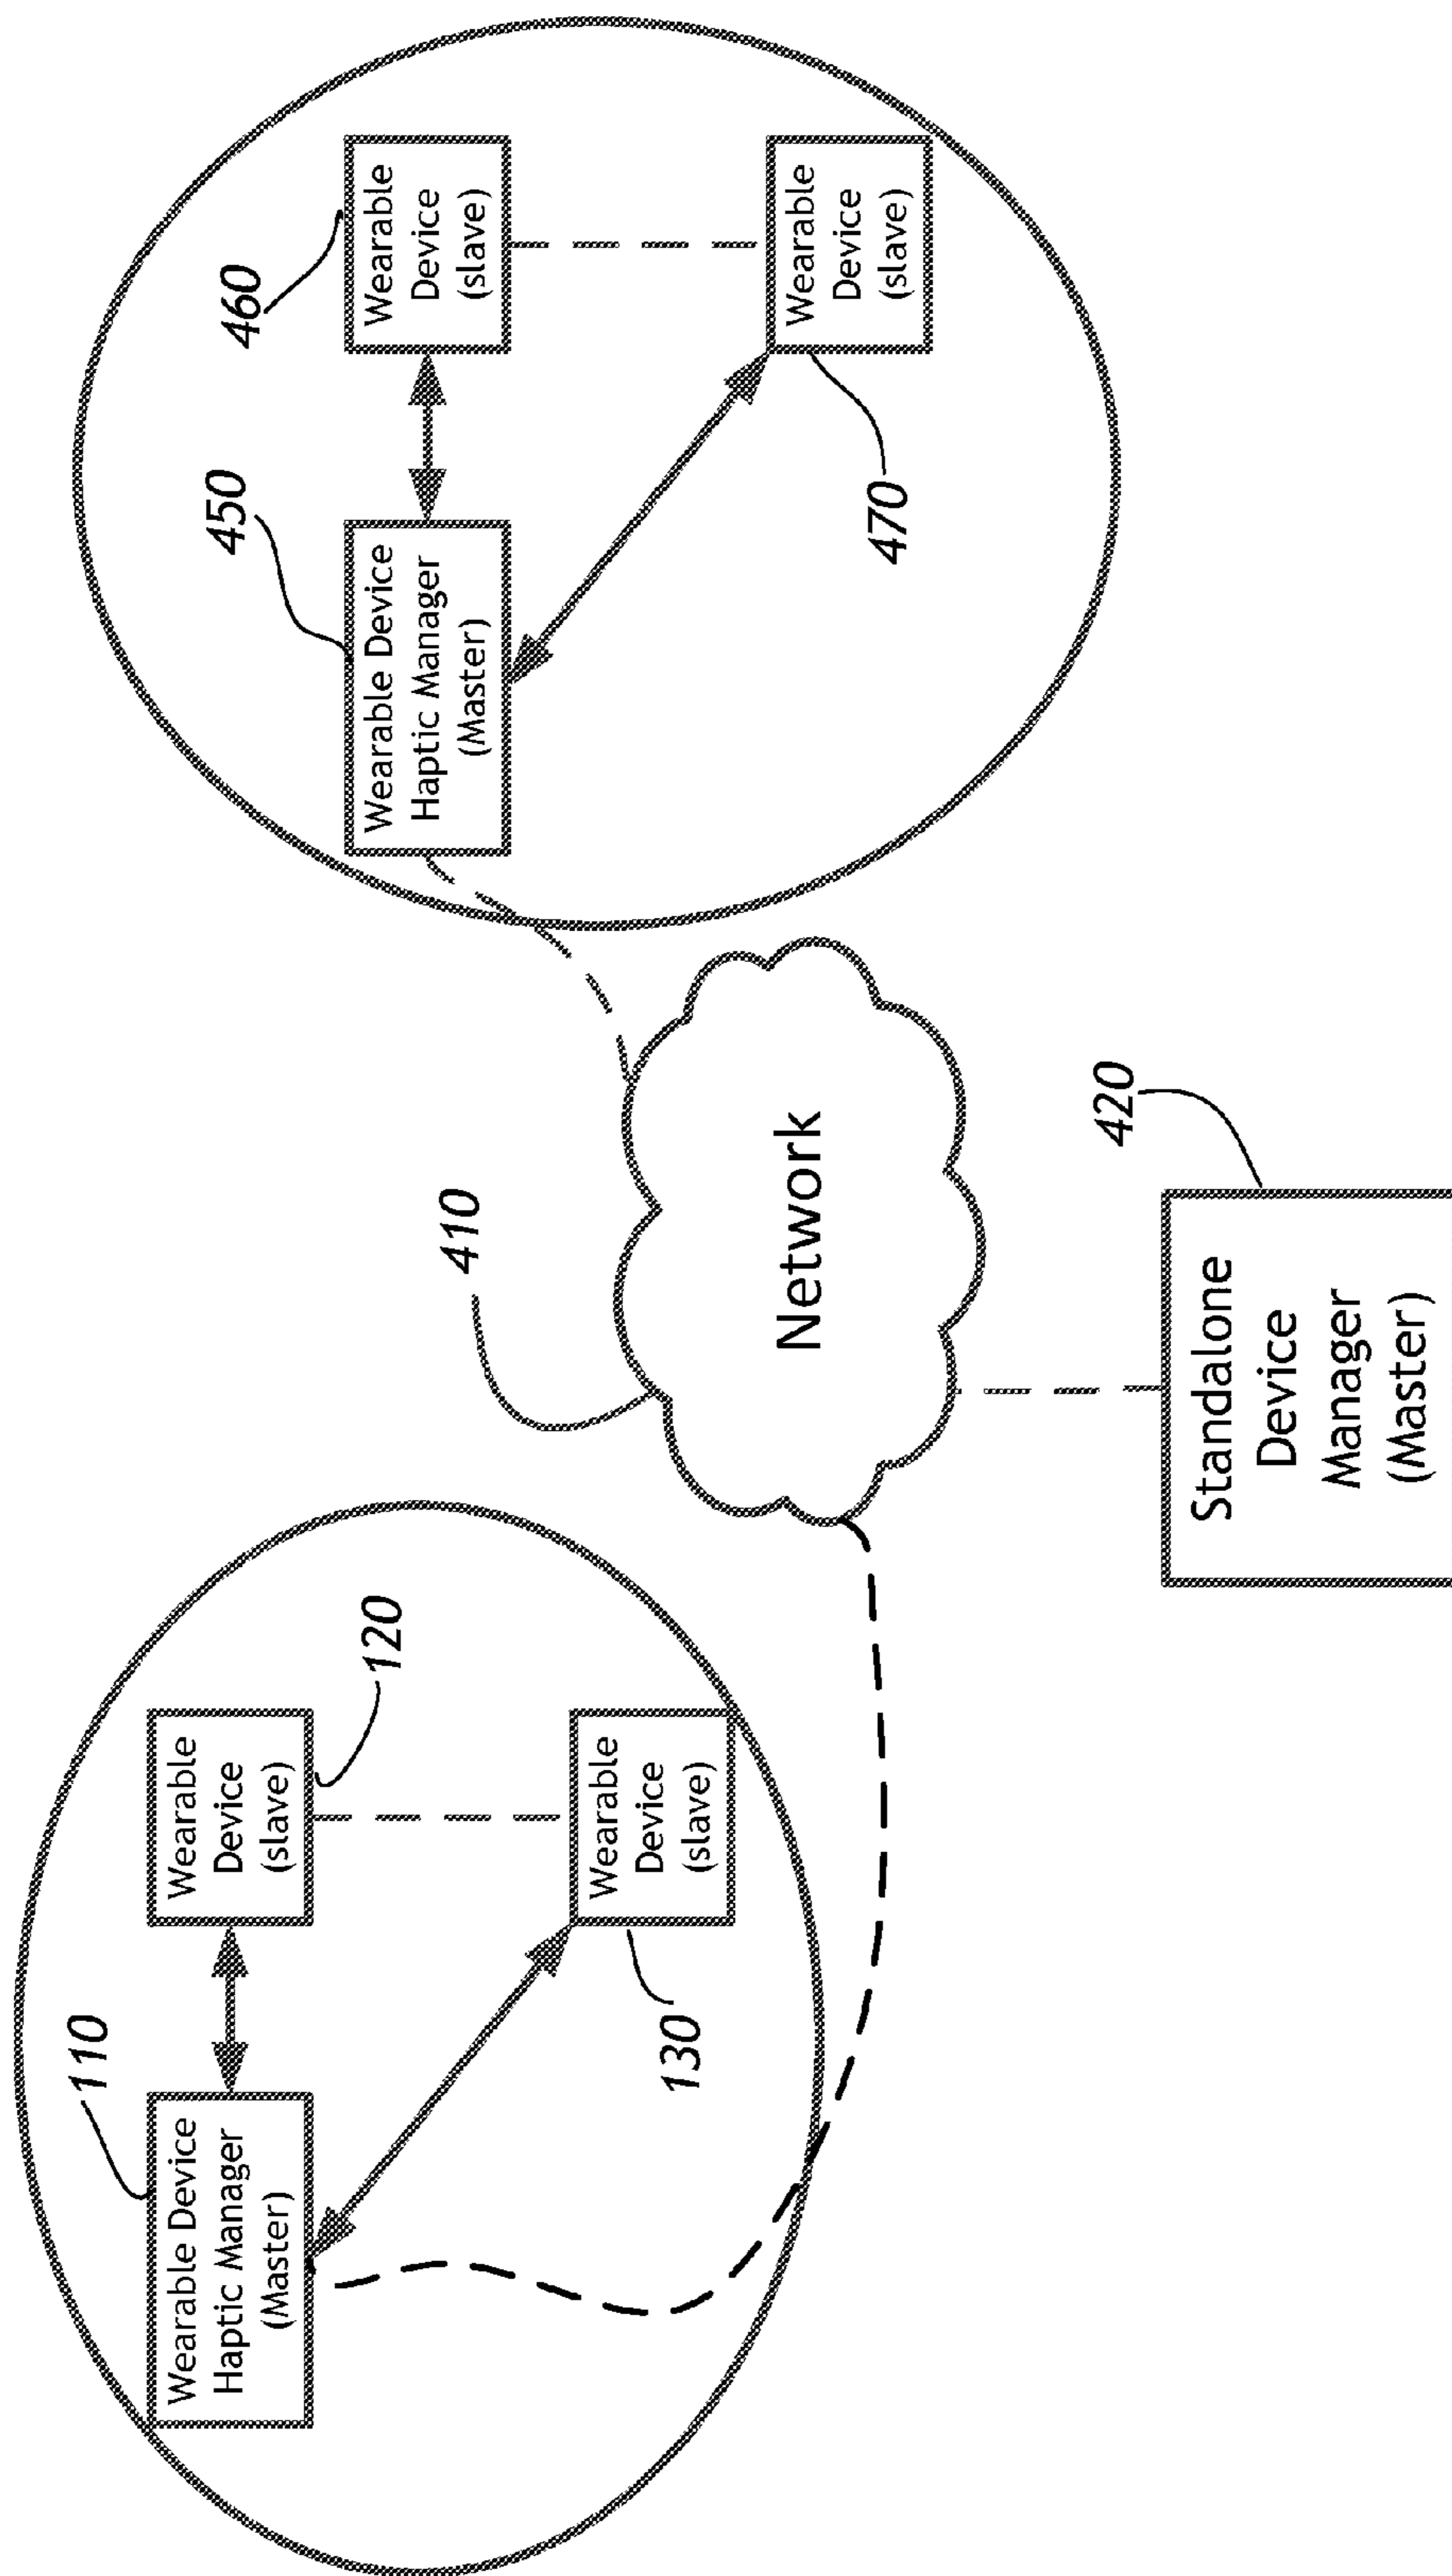 110
Wearable Device
Haptic Manager
(Master)
120
Wearable
Device
(slave)
130
Wearable
Device
(slave)
410
Network
420
Standalone
Device
Manager
(Master)
450
Wearable Device
Haptic Manager
(Master)
460
Wearable
Device
(slave)
470
Wearable
Device
(slave)